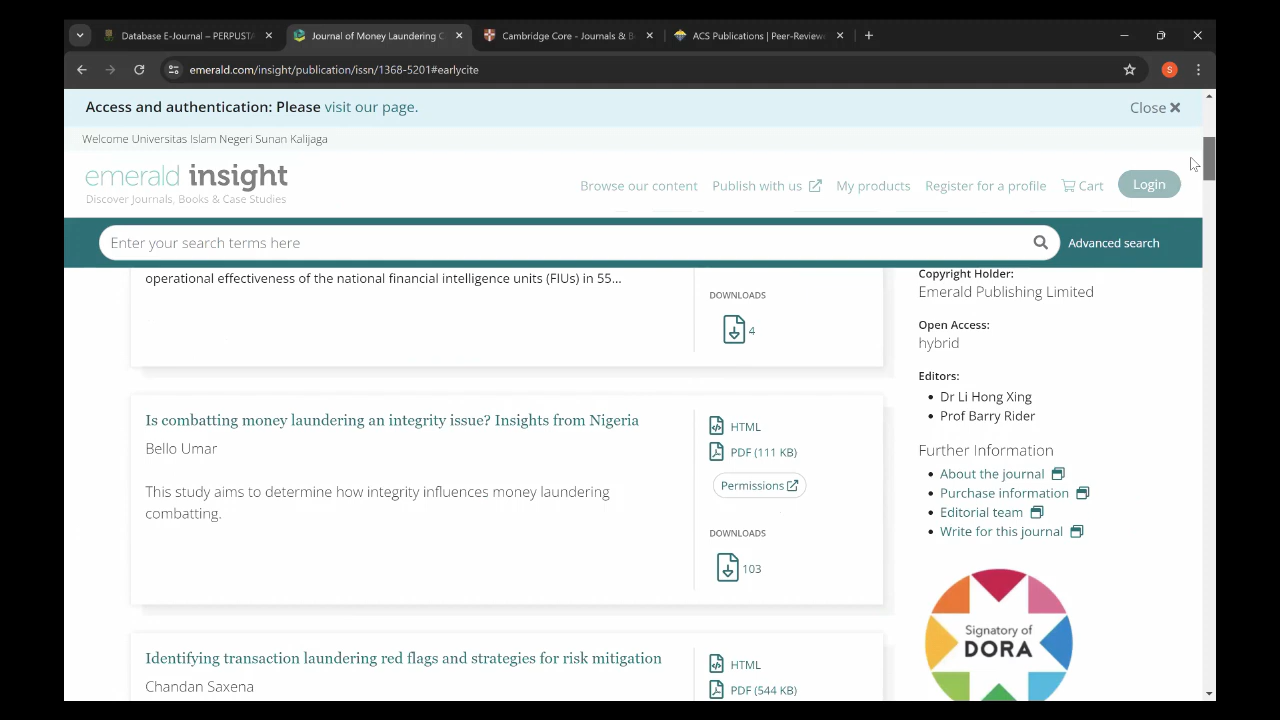 Database E-Journal – PERPUSTA
Journal of Money Laundering C
Cambridge Core - Journals & B
ACS Publications | Peer-Reviewe
emerald.com/insight/publication/issn/1368-5201#earlycite
S
Access and authentication: Please visit our page.
Close
Welcome Universitas Islam Negeri Sunan Kalijaga
emerald insight
Discover Journals, Books & Case Studies
Browse our content
Publish with us
My products
Register for a profile
Cart
Login
Enter your search terms here
Advanced search
operational effectiveness of the national financial intelligence units (FIUs) in 55...
DOWNLOADS
4
Is combatting money laundering an integrity issue? Insights from Nigeria
Bello Umar
This study aims to determine how integrity influences money laundering
combatting.
HTML
PDF (111 KB)
Permissions
DOWNLOADS
103
Identifying transaction laundering red flags and strategies for risk mitigation
Chandan Saxena
HTML
PDF (544 KB)
Copyright Holder:
Emerald Publishing Limited
Open Access:
hybrid
Editors:
Dr Li Hong Xing
Prof Barry Rider
Further Information
About the journal
Purchase information
Editorial team
Write for this journal
Signatory of
DORA